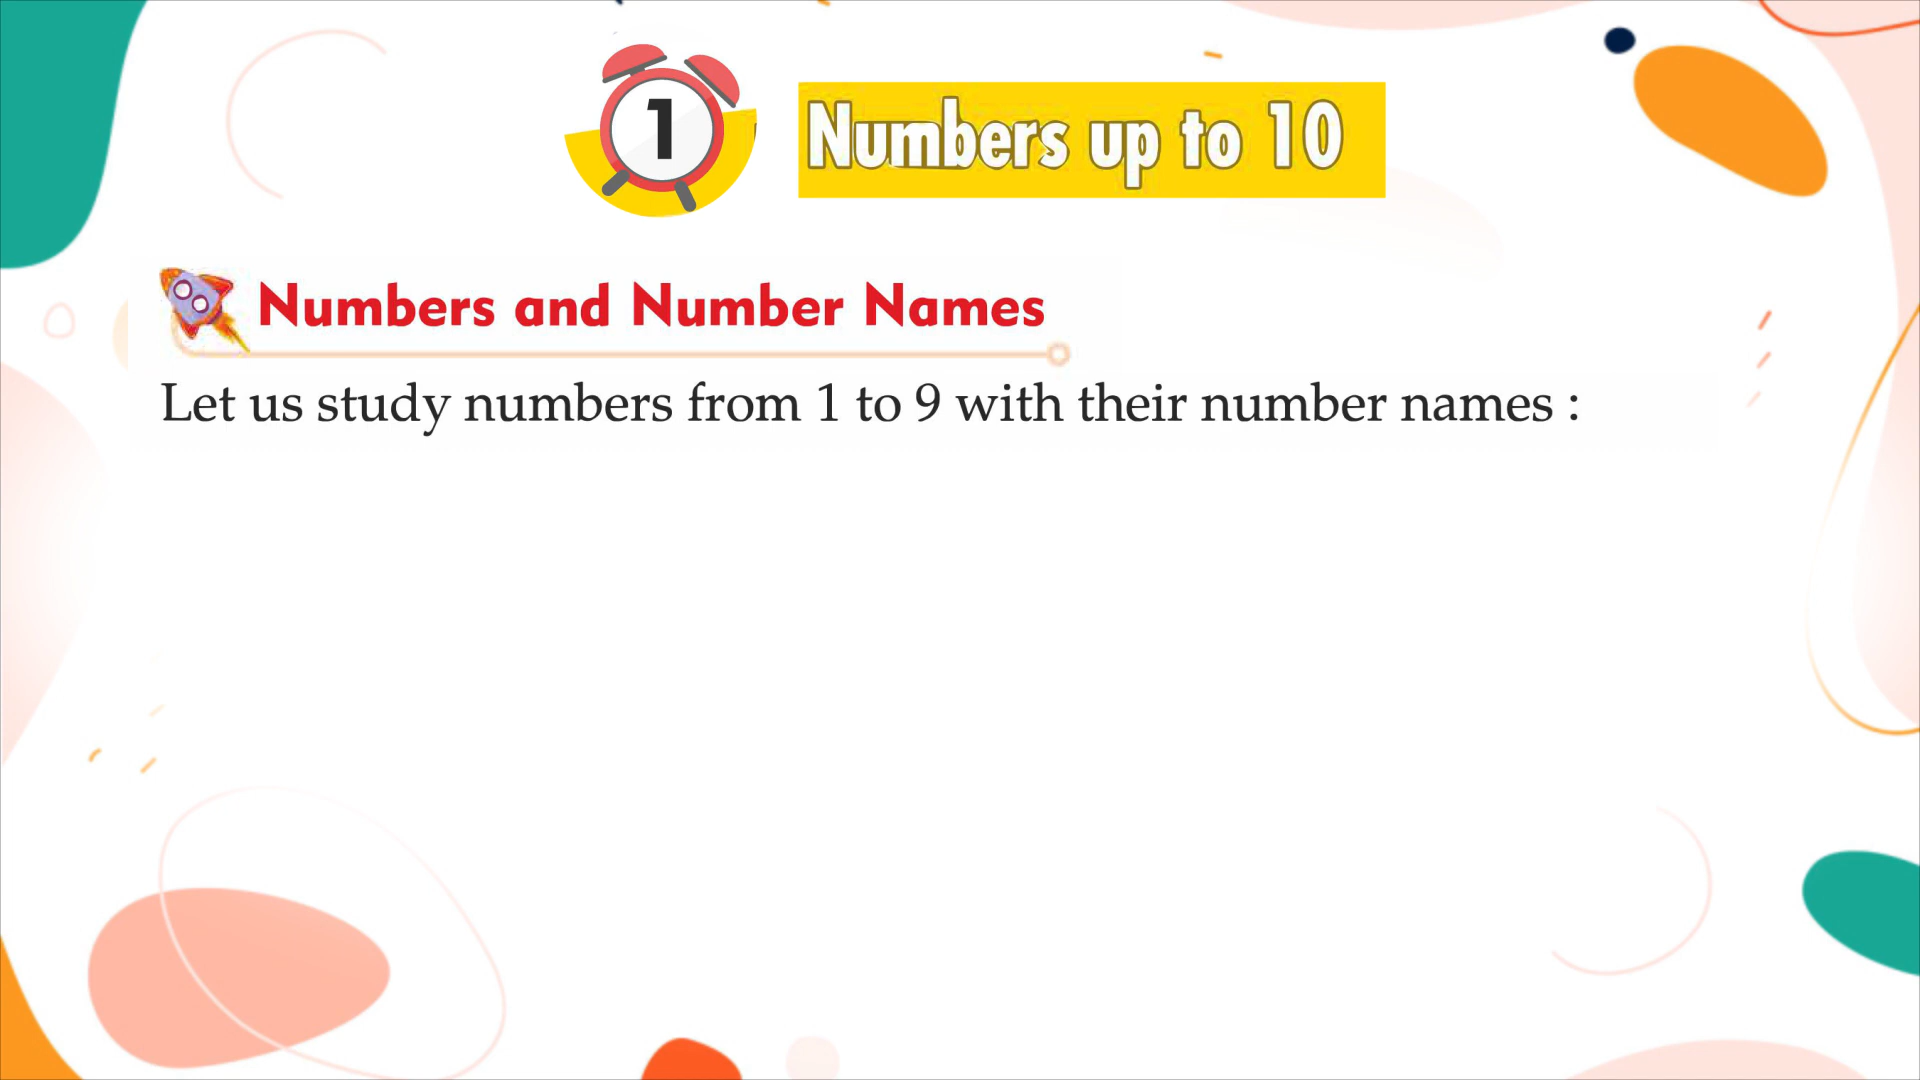 1
Numbers up to 10
Numbers and Number Names
Let us study numbers from 1 to 9 with their number names :